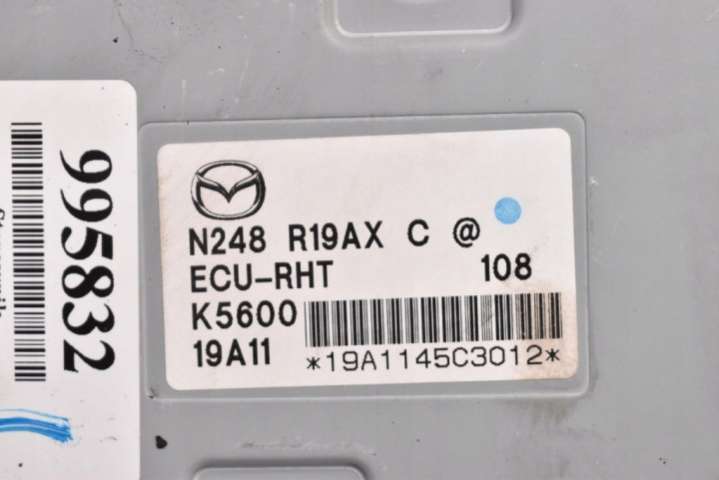 995832
N248 R19AX C @
ECU-RHT 108
K5600
19A11 *19A1145C3012*